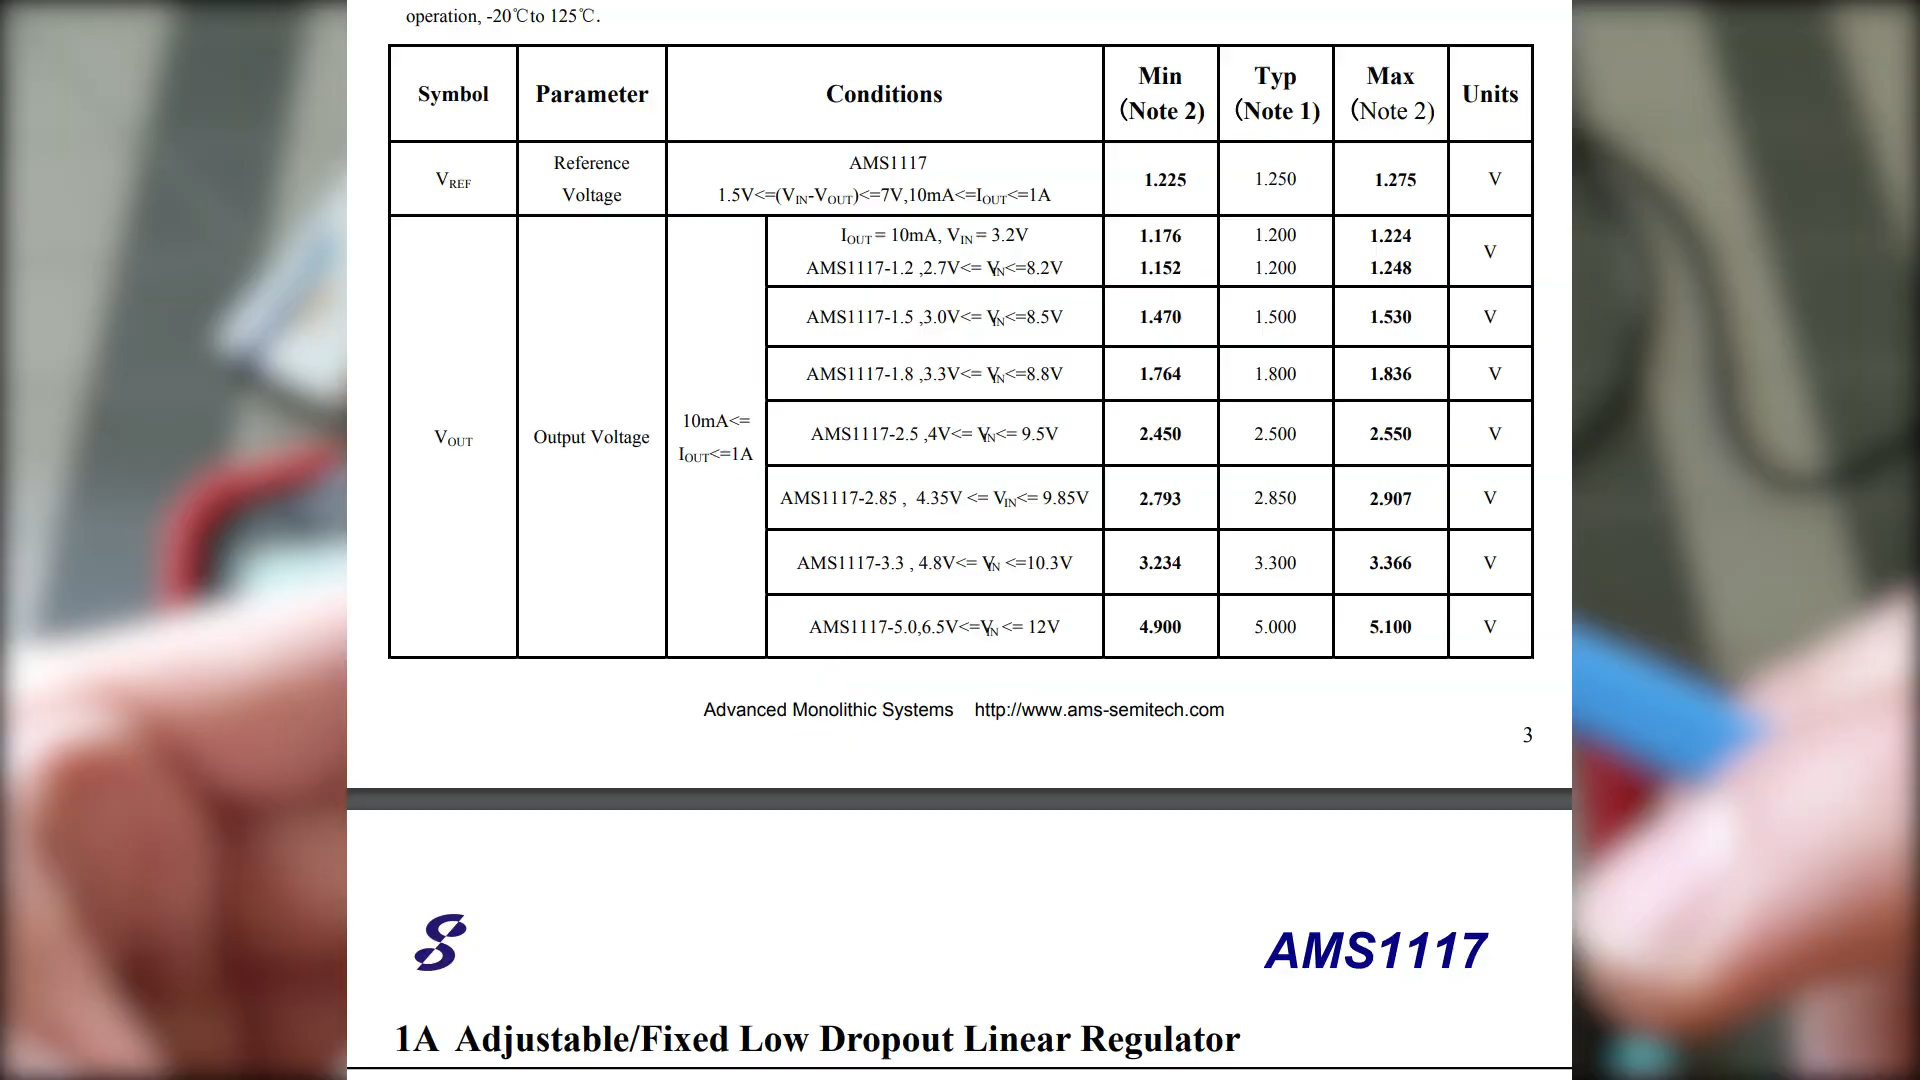 operation, -20℃to 125℃.
Symbol Parameter Conditions Min (Note 2) Typ (Note 1) Max (Note 2) Units
VREF Reference Voltage AMS1117 1.5V<=(VIN-VOUT)<=7V,10mA<=IOUT<=1A 1.225 1.250 1.275 V
VOUT Output Voltage 10mA<= IOUT<=1A
IOUT = 10mA, VIN = 3.2V 1.176 1.200 1.224 V
AMS1117-1.2 ,2.7V<= VIN<=8.2V 1.152 1.200 1.248
AMS1117-1.5 ,3.0V<= VIN<=8.5V 1.470 1.500 1.530 V
AMS1117-1.8 ,3.3V<= VIN<=8.8V 1.764 1.800 1.836 V
AMS1117-2.5 ,4V<= VIN<= 9.5V 2.450 2.500 2.550 V
AMS1117-2.85 , 4.35V <= VIN<= 9.85V 2.793 2.850 2.907 V
AMS1117-3.3 , 4.8V<= VIN <=10.3V 3.234 3.300 3.366 V
AMS1117-5.0,6.5V<=VIN <= 12V 4.900 5.000 5.100 V
Advanced Monolithic Systems http://www.ams-semitech.com
3
AMS1117
1A Adjustable/Fixed Low Dropout Linear Regulator